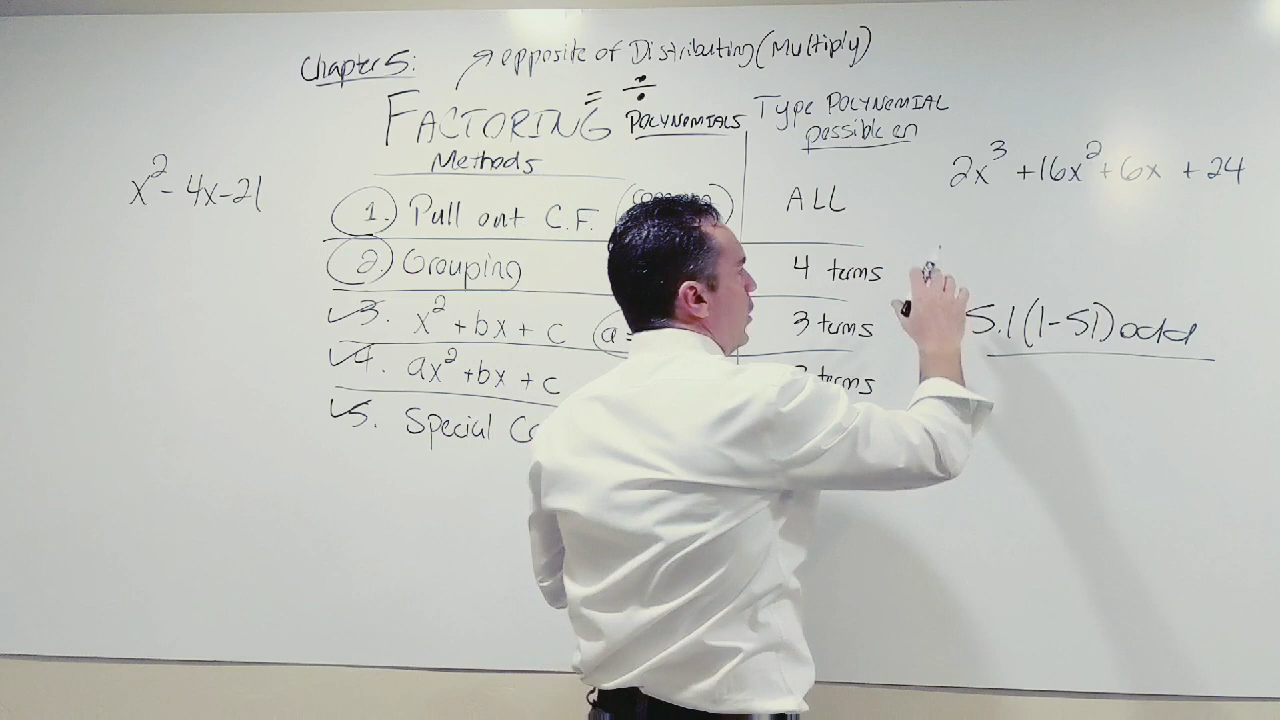 Chapter 5:
opposite of Distributing (Multiply)
FACTORING = ÷ POLYNOMIALS
Type POLYNEMIAL
possible on
Methods
x² - 4x - 21
2x³ + 16x² + 6x + 24
1. Pull out C.F.
ALL
2 Grouping
4 terms
3. x² + bx + c
3 terms
5.1 (1-51) odd
4. ax² + bx + c
terms
5. Special